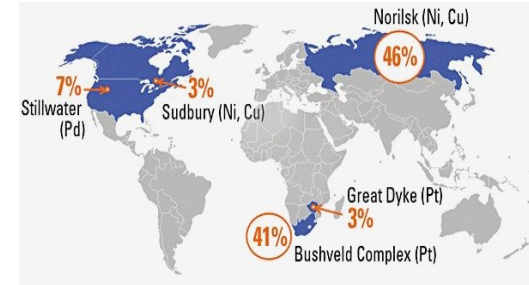 Norilsk (Ni, Cu)
46%
7%
3%
Stillwater
(Pd)
Sudbury (Ni, Cu)
Great Dyke (Pt)
3%
41%
Bushveld Complex (Pt)